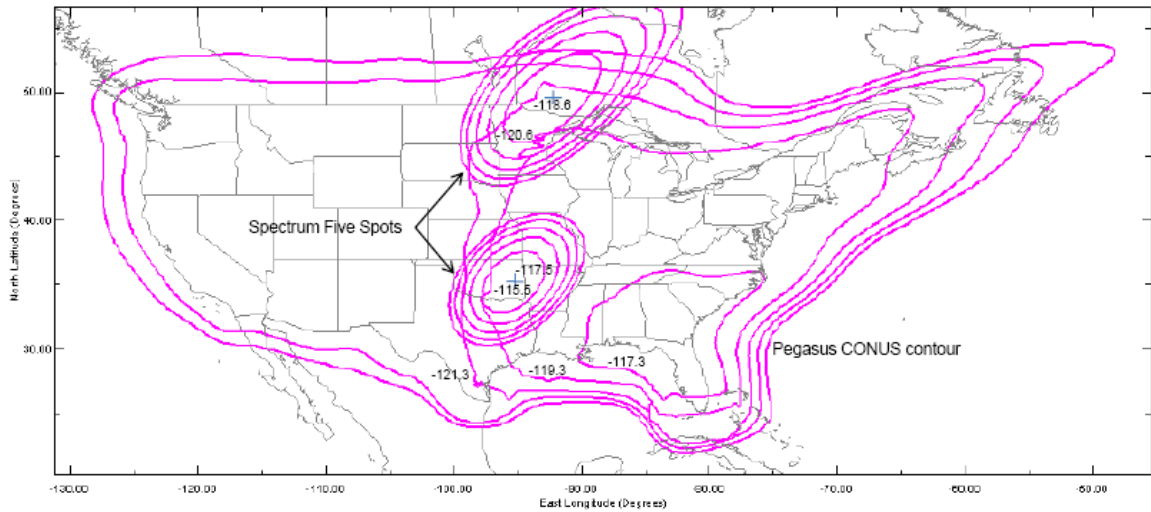 50.00
-118.6
-120.6
North Latitude (Degrees)
40.00
Spectrum Five Spots
-117.5
-115.5
30.00
Pegasus CONUS contour
-117.3
-119.3
-121.3
-130.00 -120.00 -110.00 -100.00 -90.00 -80.00 -70.00 -60.00 -50.00
East Longitude (Degrees)